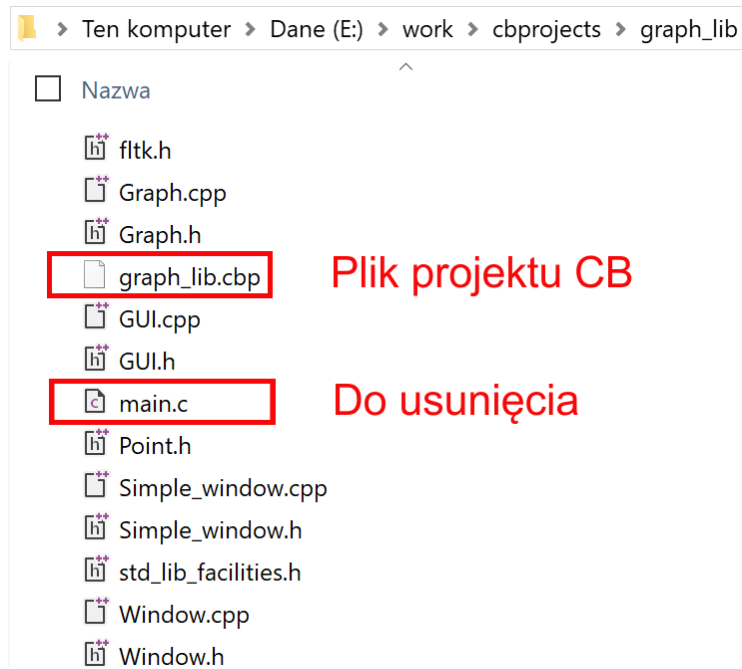 Ten komputer > Dane (E:) > work > cbprojects > graph_lib
Nazwa
fltk.h
Graph.cpp
Graph.h
graph_lib.cbp Plik projektu CB
GUI.cpp
GUI.h
main.c Do usunięcia
Point.h
Simple_window.cpp
Simple_window.h
std_lib_facilities.h
Window.cpp
Window.h